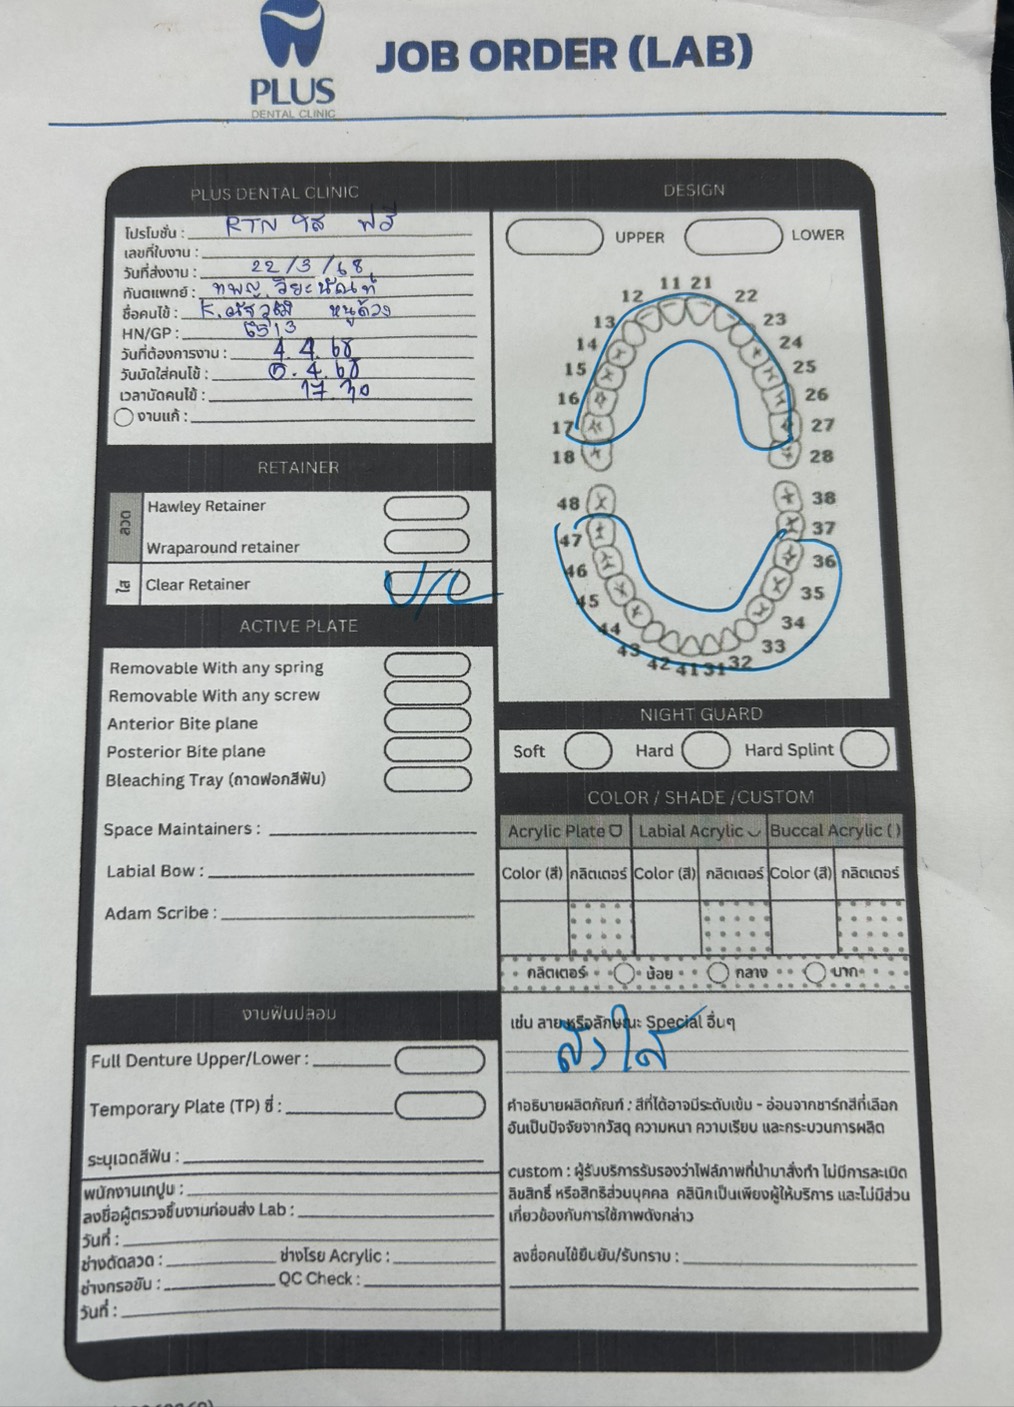 PLUS
DENTAL CLINIC
JOB ORDER (LAB)
PLUS DENTAL CLINIC
โปรโมชั่น : RTN ใส ฟรี
เลขที่ใบงาน :
วันที่ส่งงาน : 22/3/68
ทันตแพทย์ : ทพญ.
ชื่อคนไข้ : K. หนูด้วง
HN/GP : 6513
วันที่ต้องการงาน : 4.4.68
วันนัดใส่คนไข้ : 4.68
เวลานัดคนไข้ : 17.30
งานแก้ :
RETAINER
ลวด
Hawley Retainer
Wraparound retainer
ใส
Clear Retainer U/L
ACTIVE PLATE
Removable With any spring
Removable With any screw
Anterior Bite plane
Posterior Bite plane
Bleaching Tray (ถาดฟอกสีฟัน)
Space Maintainers :
Labial Bow :
Adam Scribe :
งานฟันปลอม
Full Denture Upper/Lower :
Temporary Plate (TP) ซี่ :
ระบุเฉดสีฟัน :
พนักงานเทปูน :
ลงชื่อผู้ตรวจชิ้นงานก่อนส่ง Lab :
วันที่ :
ช่างดัดลวด : ช่างโรย Acrylic :
ช่างกรอขัน : QC Check :
วันที่ :
DESIGN
UPPER LOWER
11 21
12 22
13 23
14 24
15 25
16 26
17 27
18 28
48 38
47 37
46 36
45 35
44 34
43 33
42 41 31 32
NIGHT GUARD
Soft Hard Hard Splint
COLOR / SHADE /CUSTOM
Acrylic Plate Labial Acrylic Buccal Acrylic ( )
Color (สี) กลิตเตอร์ Color (สี) กลิตเตอร์ Color (สี) กลิตเตอร์
กลิตเตอร์ น้อย กลาง มาก
เช่น ลาย หรือลักษณะ Special อื่นๆ
คำอธิบายผลิตภัณฑ์ : สีที่ได้อาจมีระดับเข้ม - อ่อนจากชาร์ทสีที่เลือก
อันเป็นปัจจัยจากวัสดุ ความหนา ความเรียบ และกระบวนการผลิต
custom : ผู้รับบริการรับรองว่าไฟล์ภาพที่นำมาสั่งทำ ไม่มีการละเมิด
ลิขสิทธิ์ หรือสิทธิส่วนบุคคล คลินิกเป็นเพียงผู้ให้บริการ และไม่มีส่วน
เกี่ยวข้องกับการใช้ภาพดังกล่าว
ลงชื่อคนไข้ยืนยัน/รับทราบ :